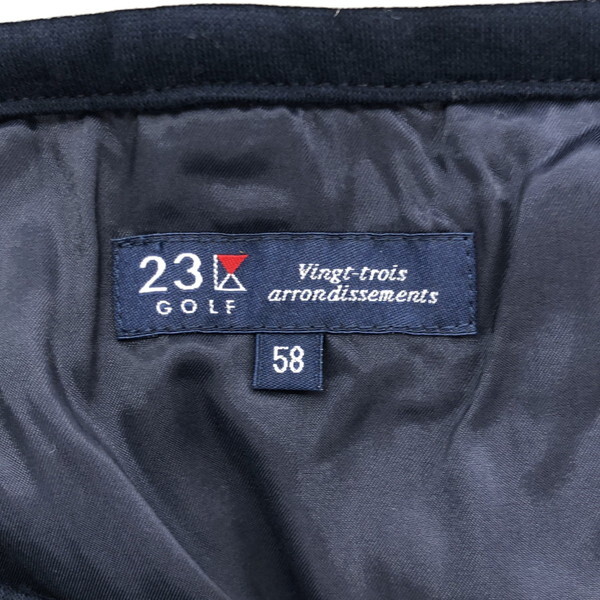 23
GOLF
Vingt-trois
arrondissements
58